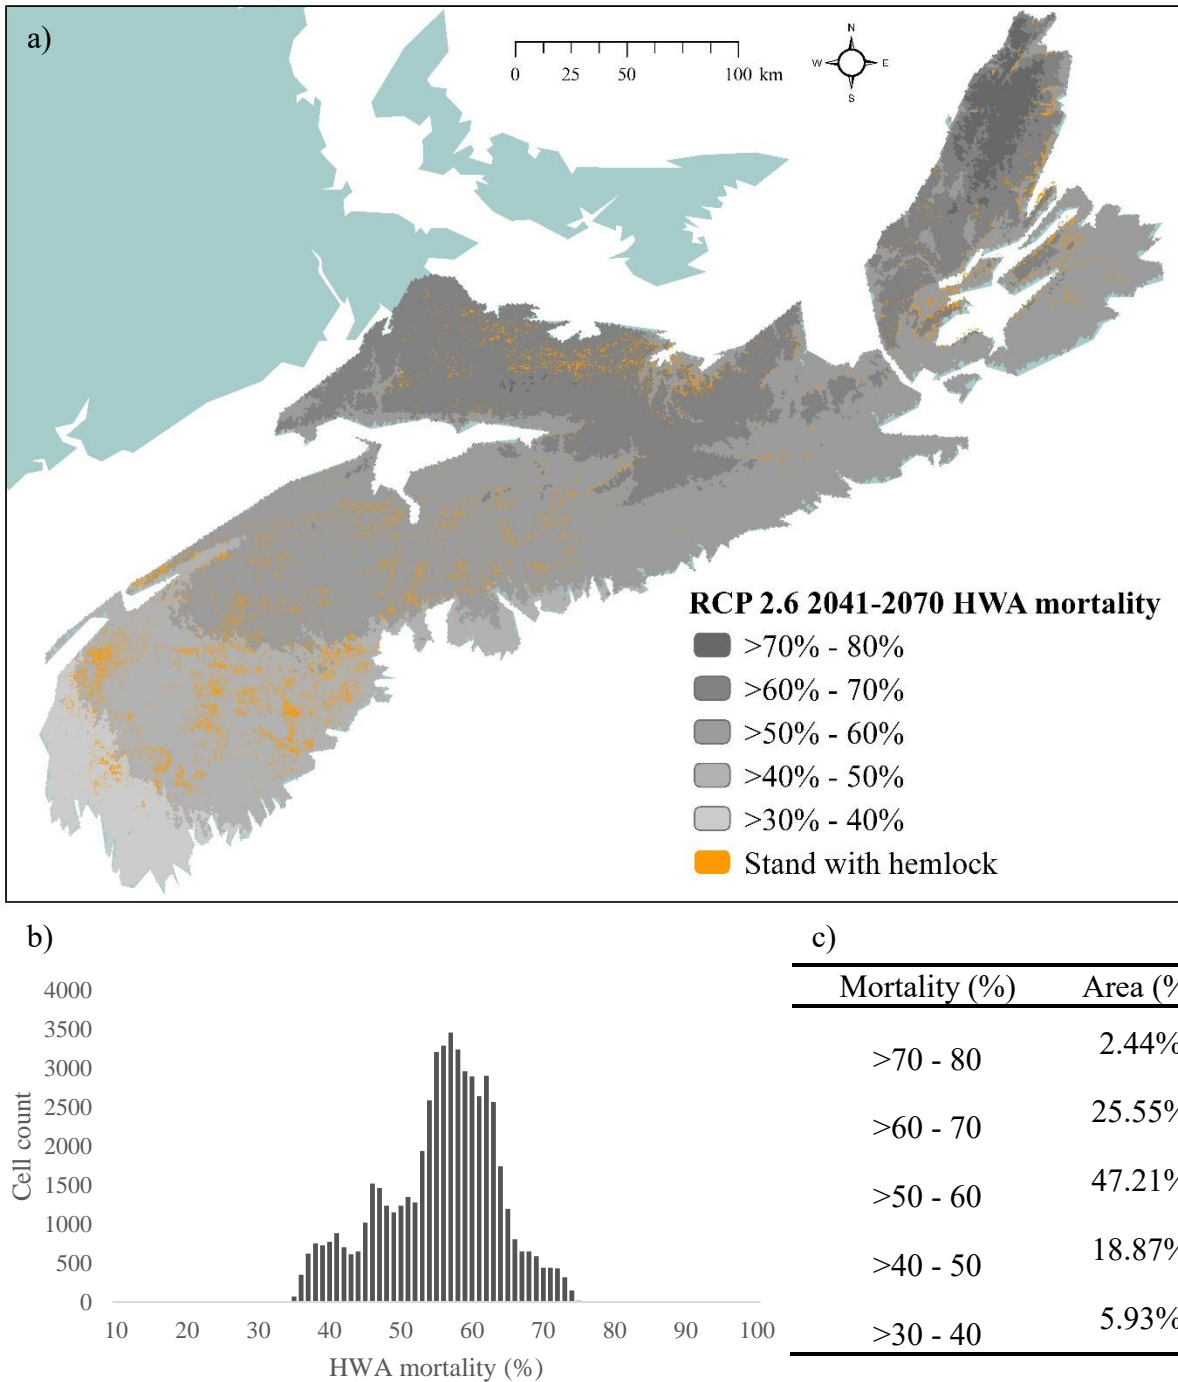 a)
N
W E
S
0 25 50 100 km
RCP 2.6 2041-2070 HWA mortality
>70% - 80%
>60% - 70%
>50% - 60%
>40% - 50%
>30% - 40%
Stand with hemlock
b)
4000
3500
3000
2500
2000
1500
1000
500
0
Cell count
10 20 30 40 50 60 70 80 90 100
HWA mortality (%)
c)
Mortality (%) Area (%
>70 - 80 2.44%
>60 - 70 25.55%
>50 - 60 47.21%
>40 - 50 18.87%
>30 - 40 5.93%